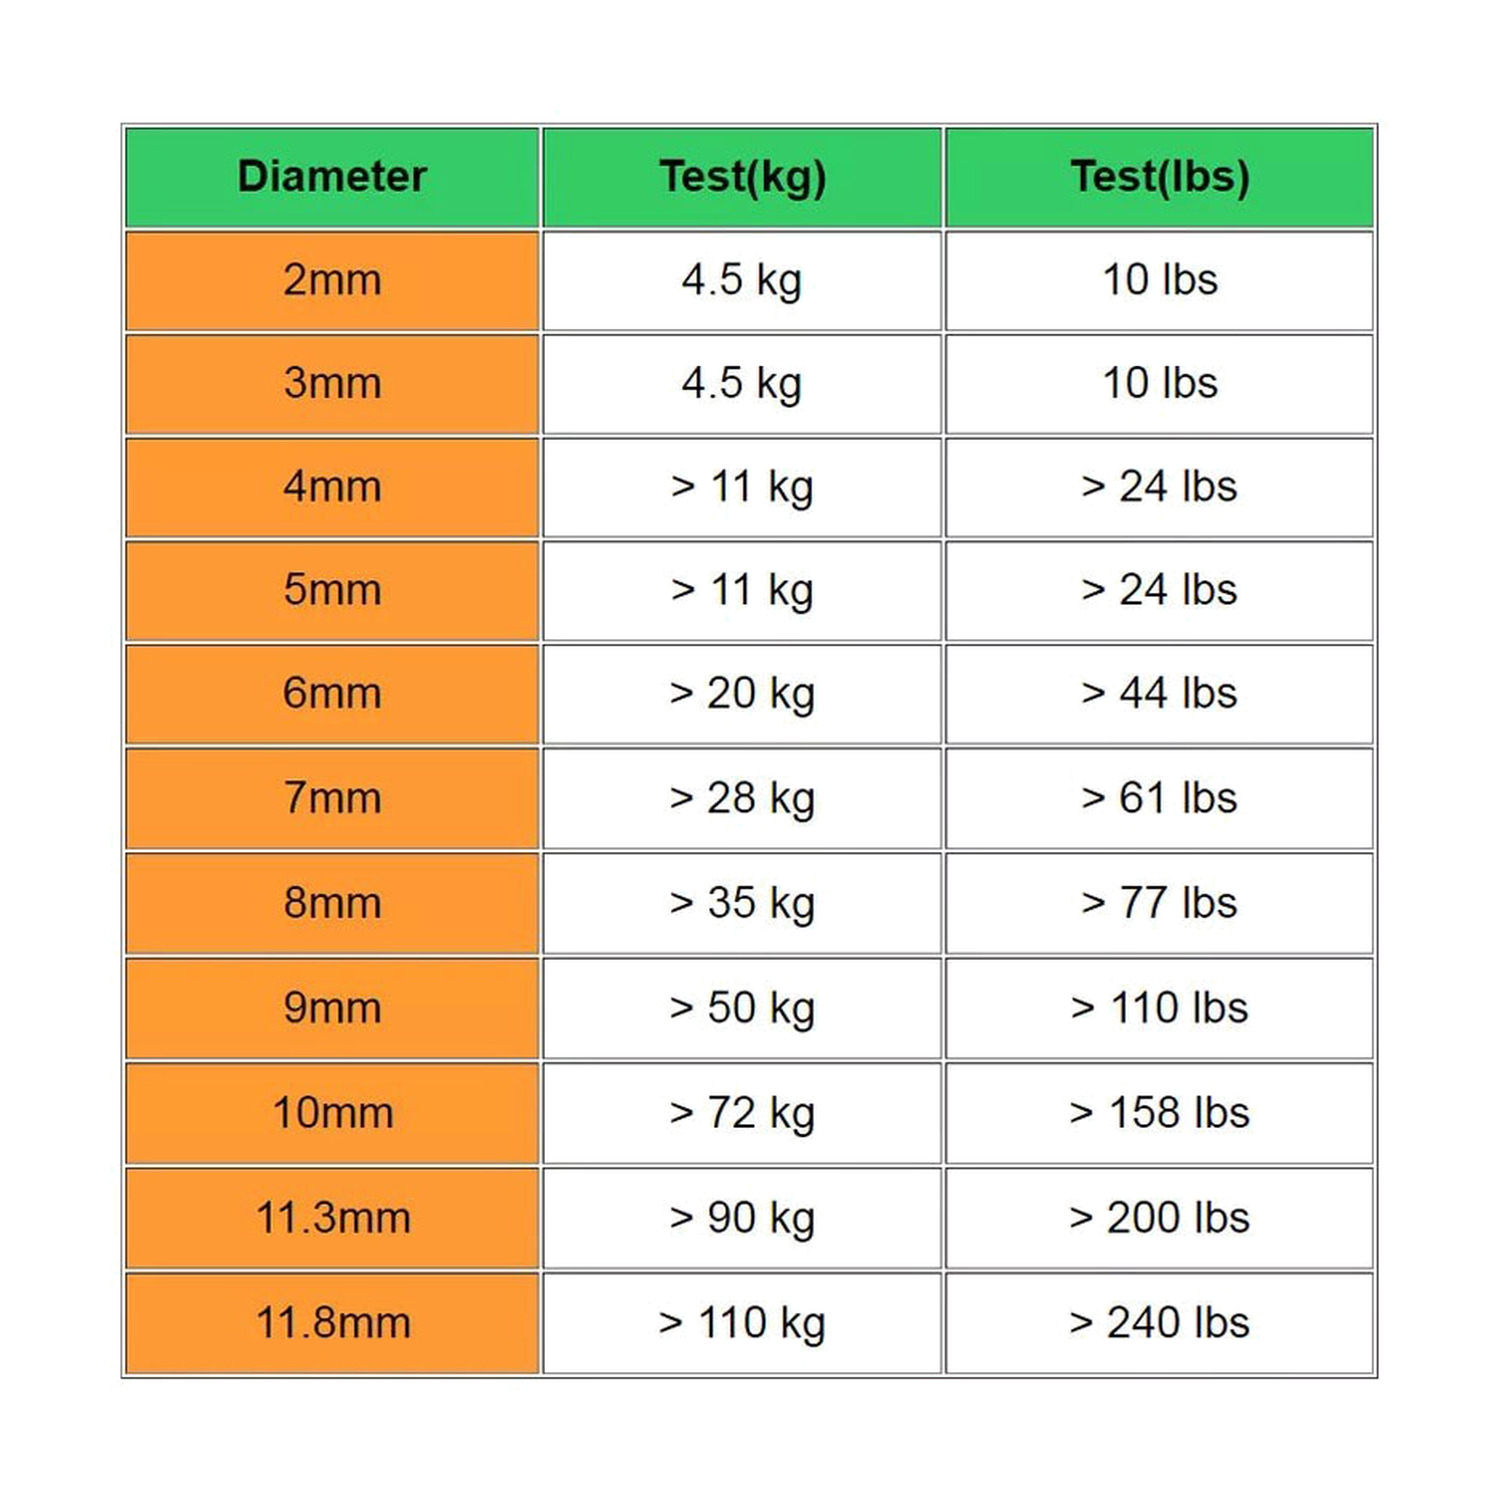 Diameter Test(kg) Test(lbs)
2mm 4.5 kg 10 lbs
3mm 4.5 kg 10 lbs
4mm > 11 kg > 24 lbs
5mm > 11 kg > 24 lbs
6mm > 20 kg > 44 lbs
7mm > 28 kg > 61 lbs
8mm > 35 kg > 77 lbs
9mm > 50 kg > 110 lbs
10mm > 72 kg > 158 lbs
11.3mm > 90 kg > 200 lbs
11.8mm > 110 kg > 240 lbs